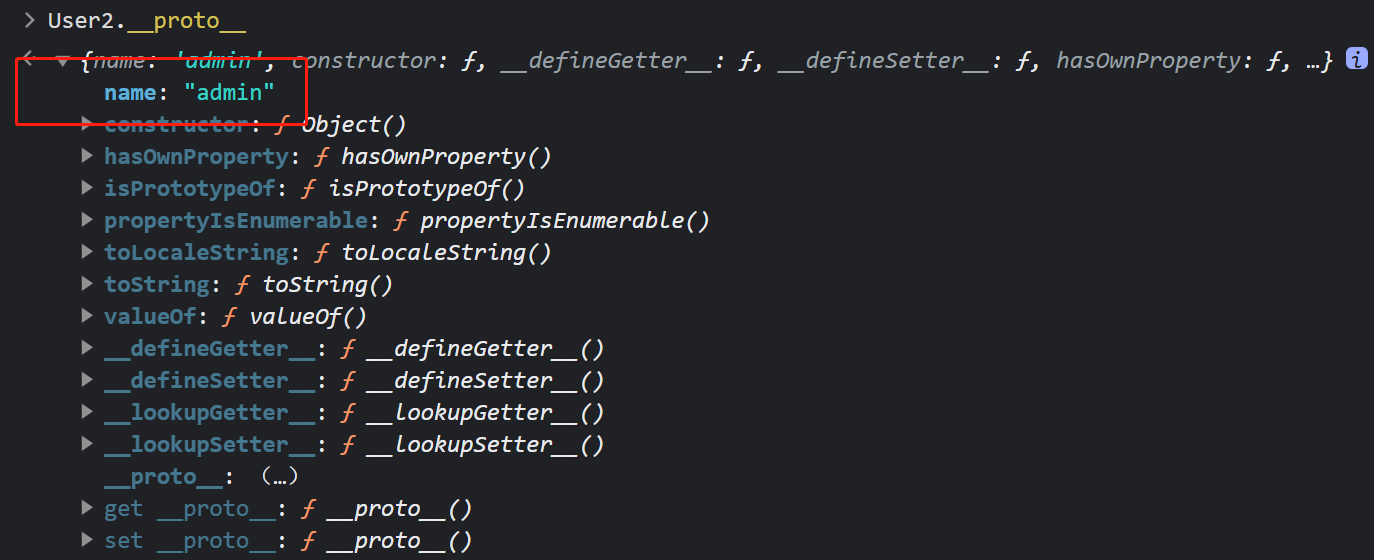 > User2.__proto__
{name: 'admin', constructor: ƒ, __defineGetter__: ƒ, __defineSetter__: ƒ, hasOwnProperty: ƒ, …} i
name: "admin"
constructor: ƒ Object()
hasOwnProperty: ƒ hasOwnProperty()
isPrototypeOf: ƒ isPrototypeOf()
propertyIsEnumerable: ƒ propertyIsEnumerable()
toLocaleString: ƒ toLocaleString()
toString: ƒ toString()
valueOf: ƒ valueOf()
__defineGetter__: ƒ __defineGetter__()
__defineSetter__: ƒ __defineSetter__()
__lookupGetter__: ƒ __lookupGetter__()
__lookupSetter__: ƒ __lookupSetter__()
__proto__: (…)
get __proto__: ƒ __proto__()
set __proto__: ƒ __proto__()